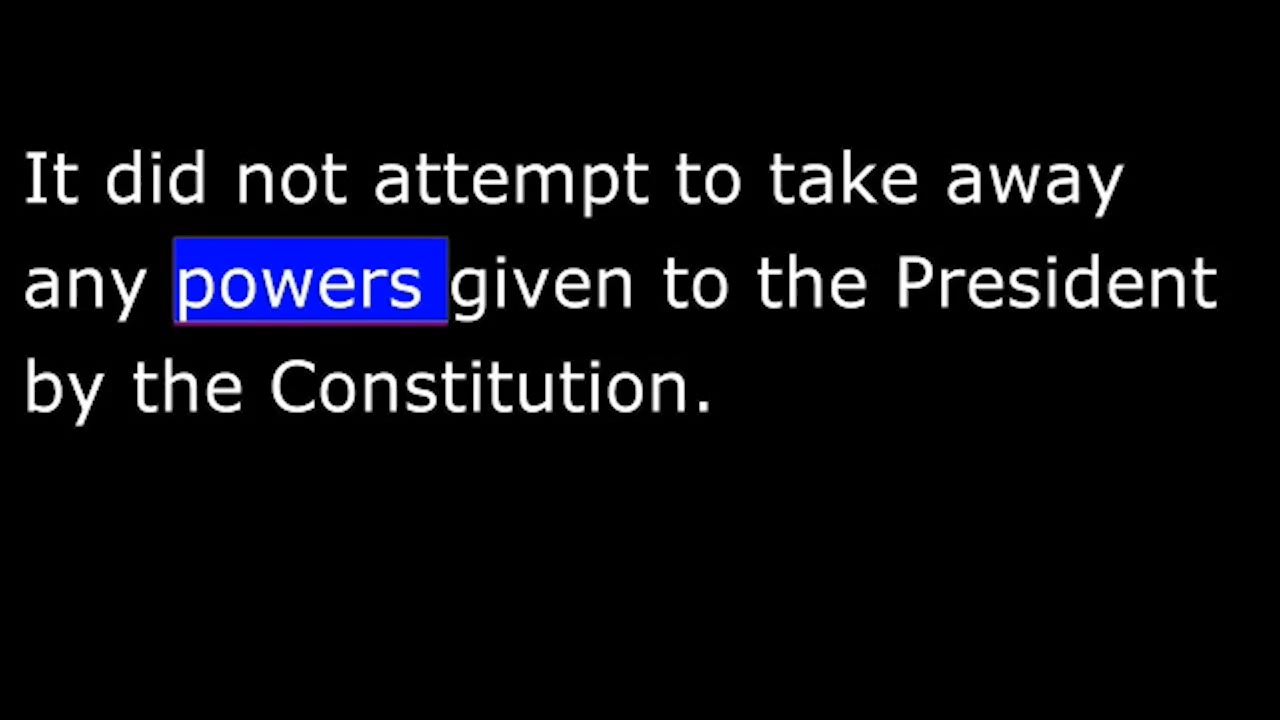 It did not attempt to take away
any powers given to the President
by the Constitution.